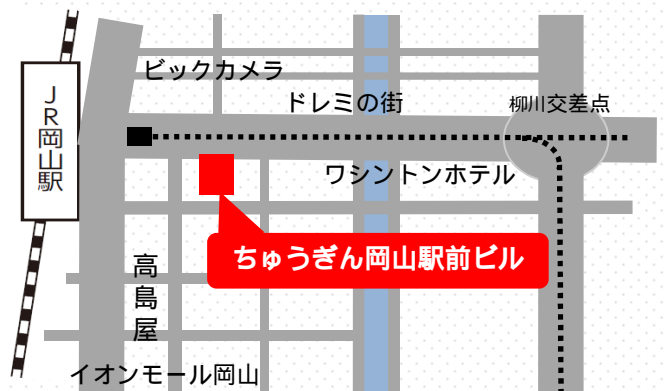 ビックカメラ
ドレミの街
柳川交差点
JR岡山駅
ワシントンホテル
ちゅうぎん岡山駅前ビル
高島屋
イオンモール岡山